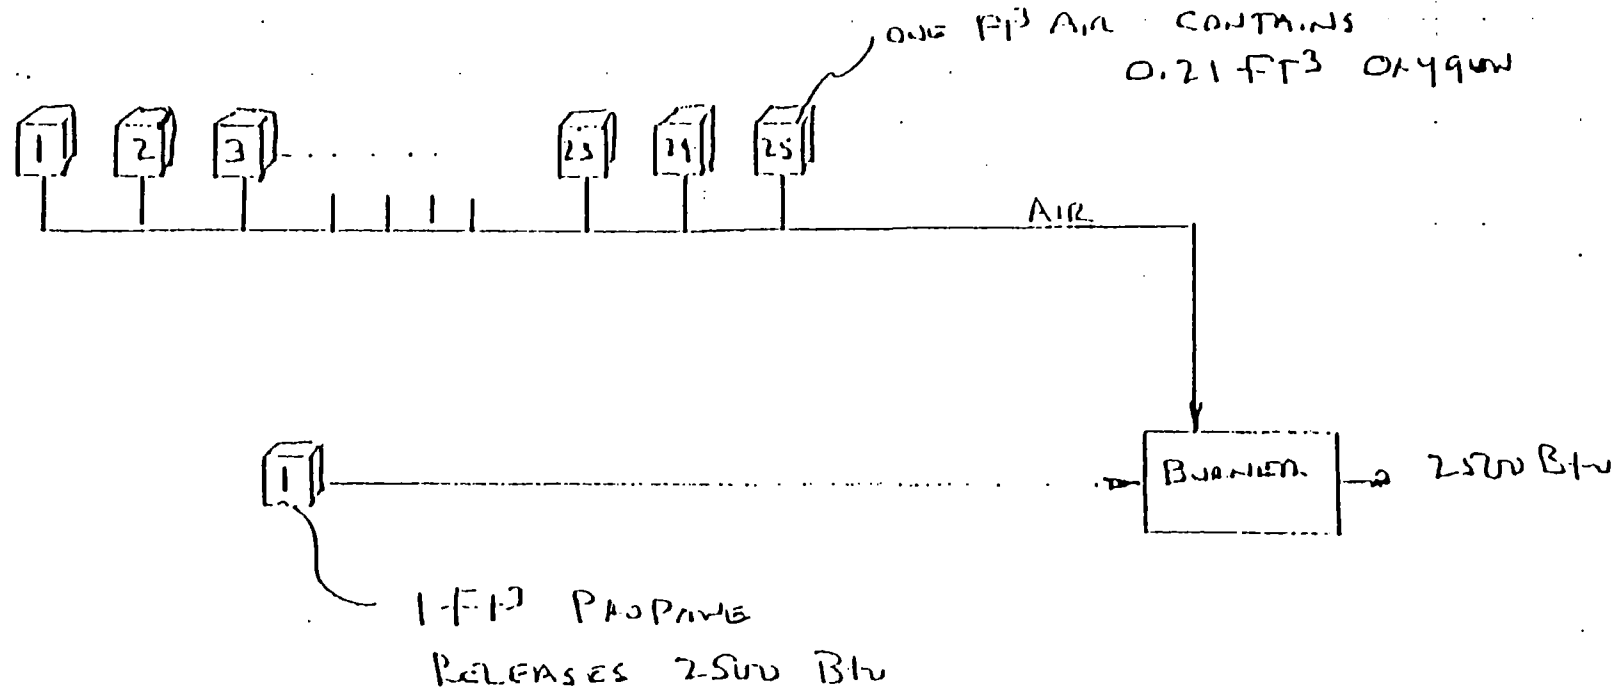 ONE FT³ AIR CONTAINS
0.21 FT³ OXYGEN
1 2 3 23 24 25
AIR
1
BURNER
2500 Btu
1 FT³ PROPANE
RELEASES 2500 Btu